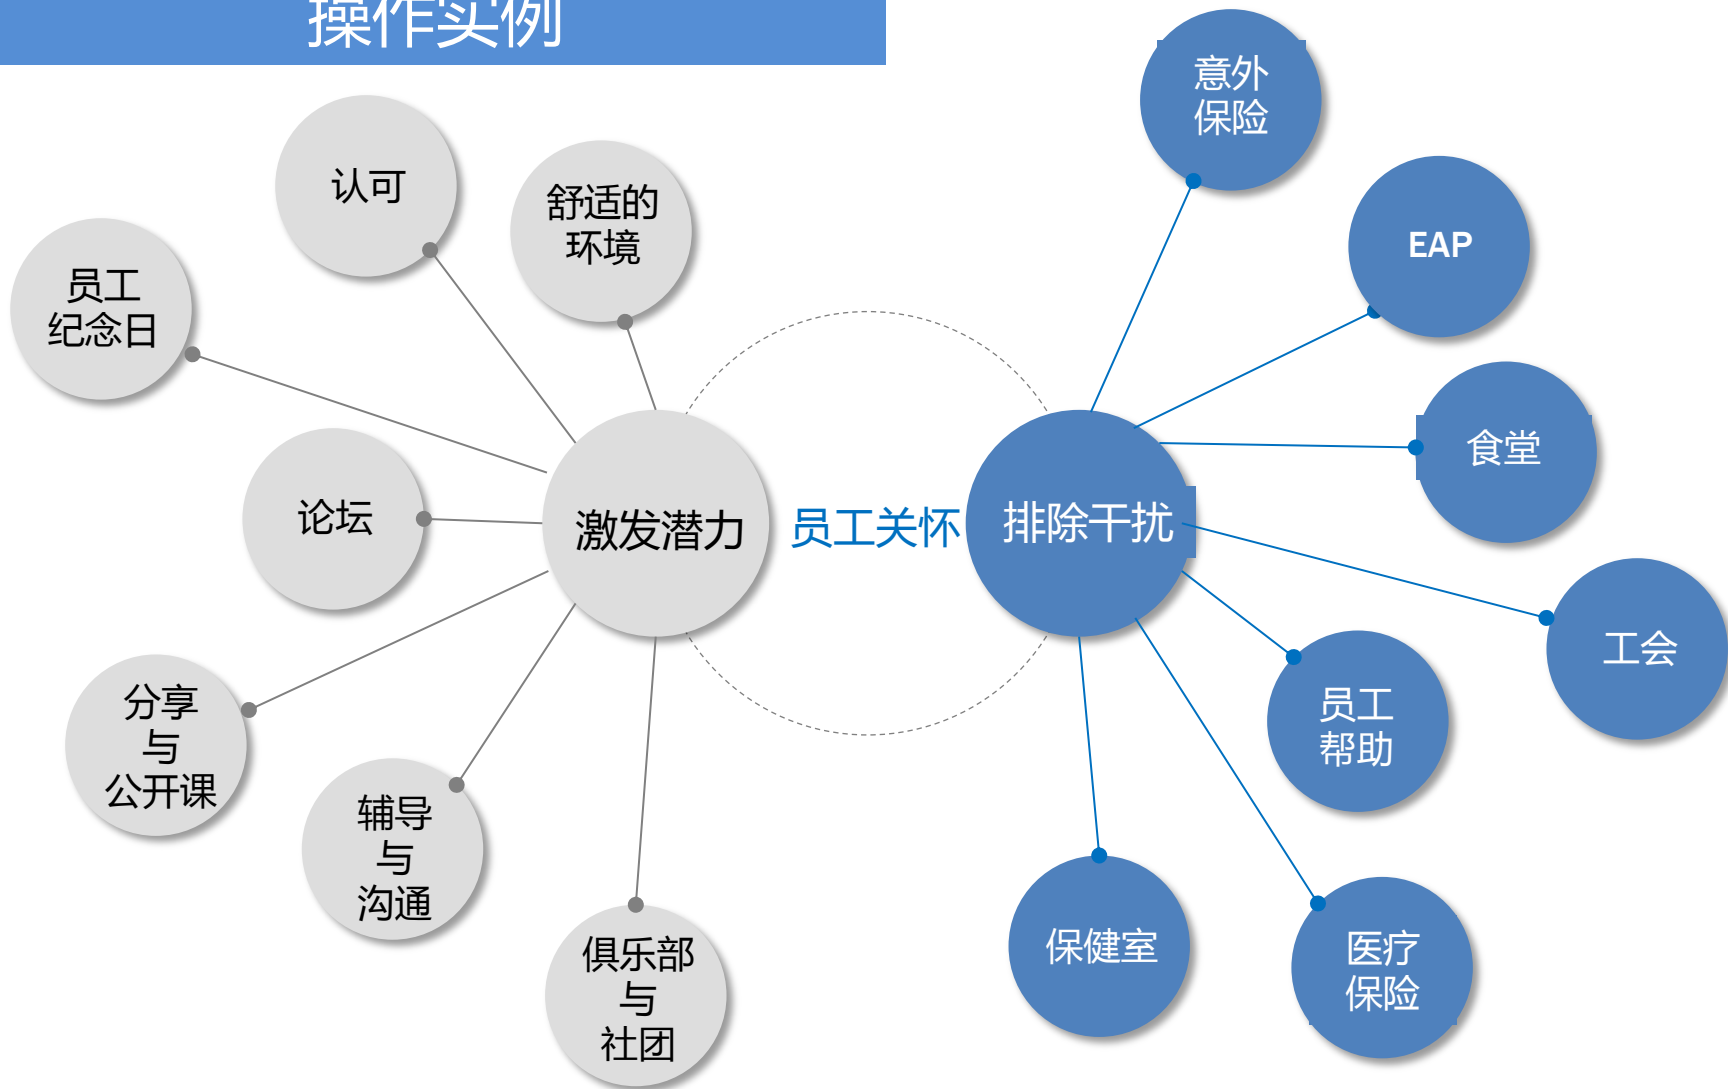 操作实例
认可
舒适的
环境
员工
纪念日
论坛
激发潜力
分享
与
公开课
辅导
与
沟通
俱乐部
与
社团
员工关怀
排除干扰
意外
保险
EAP
食堂
工会
员工
帮助
医疗
保险
保健室